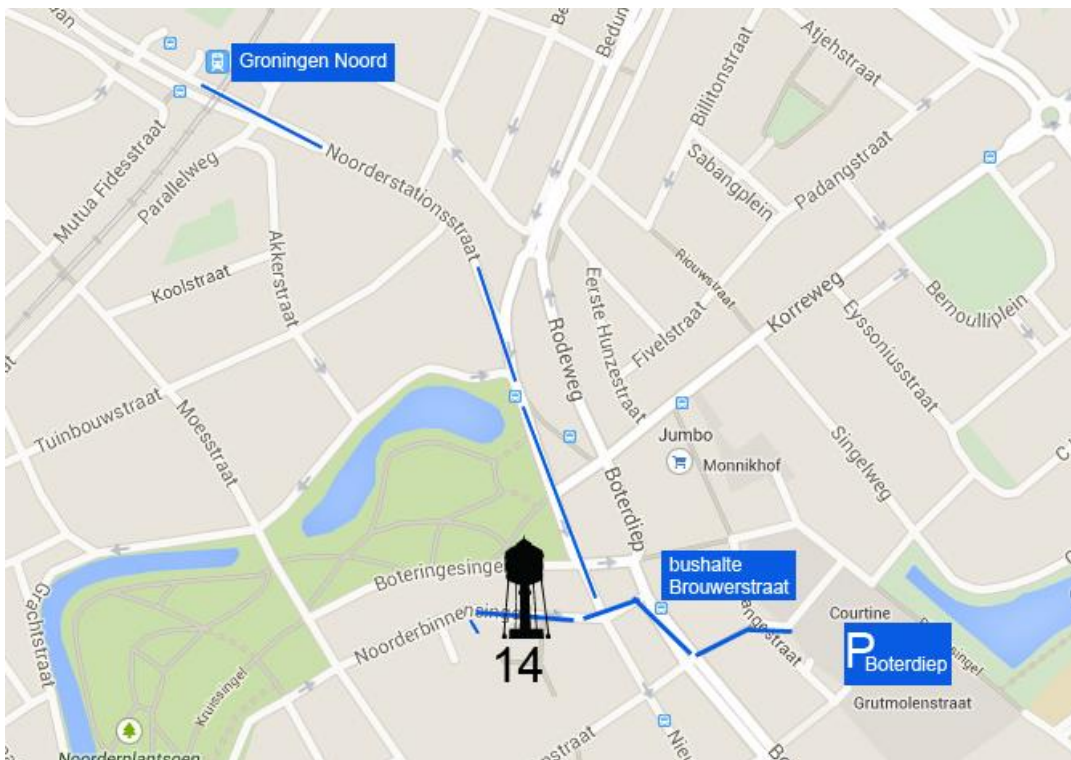 Groningen Noord
Atjehstraat
Billitonstraat
Sabangplein
Padangstraat
Mutua Fidesstraat
Parallelweg
Noorderstationsstraat
Akkerstraat
Koolstraat
Riouwstraat
Korreweg
Bernoulliplein
Eyssoniusstraat
Eerste Hunzestraat
Fivelstraat
Rodeweg
Tuinbouwstraat
Moesstraat
Jumbo
Monnikhof
Singelweg
Boterdiep
Boteringesingel
bushalte
Brouwerstraat
Grachtstraat
Noorderbinnensingel
Courtine
P Boterdiep
14
Kruissingel
Grutmolenstraat
Noorderplantsoen